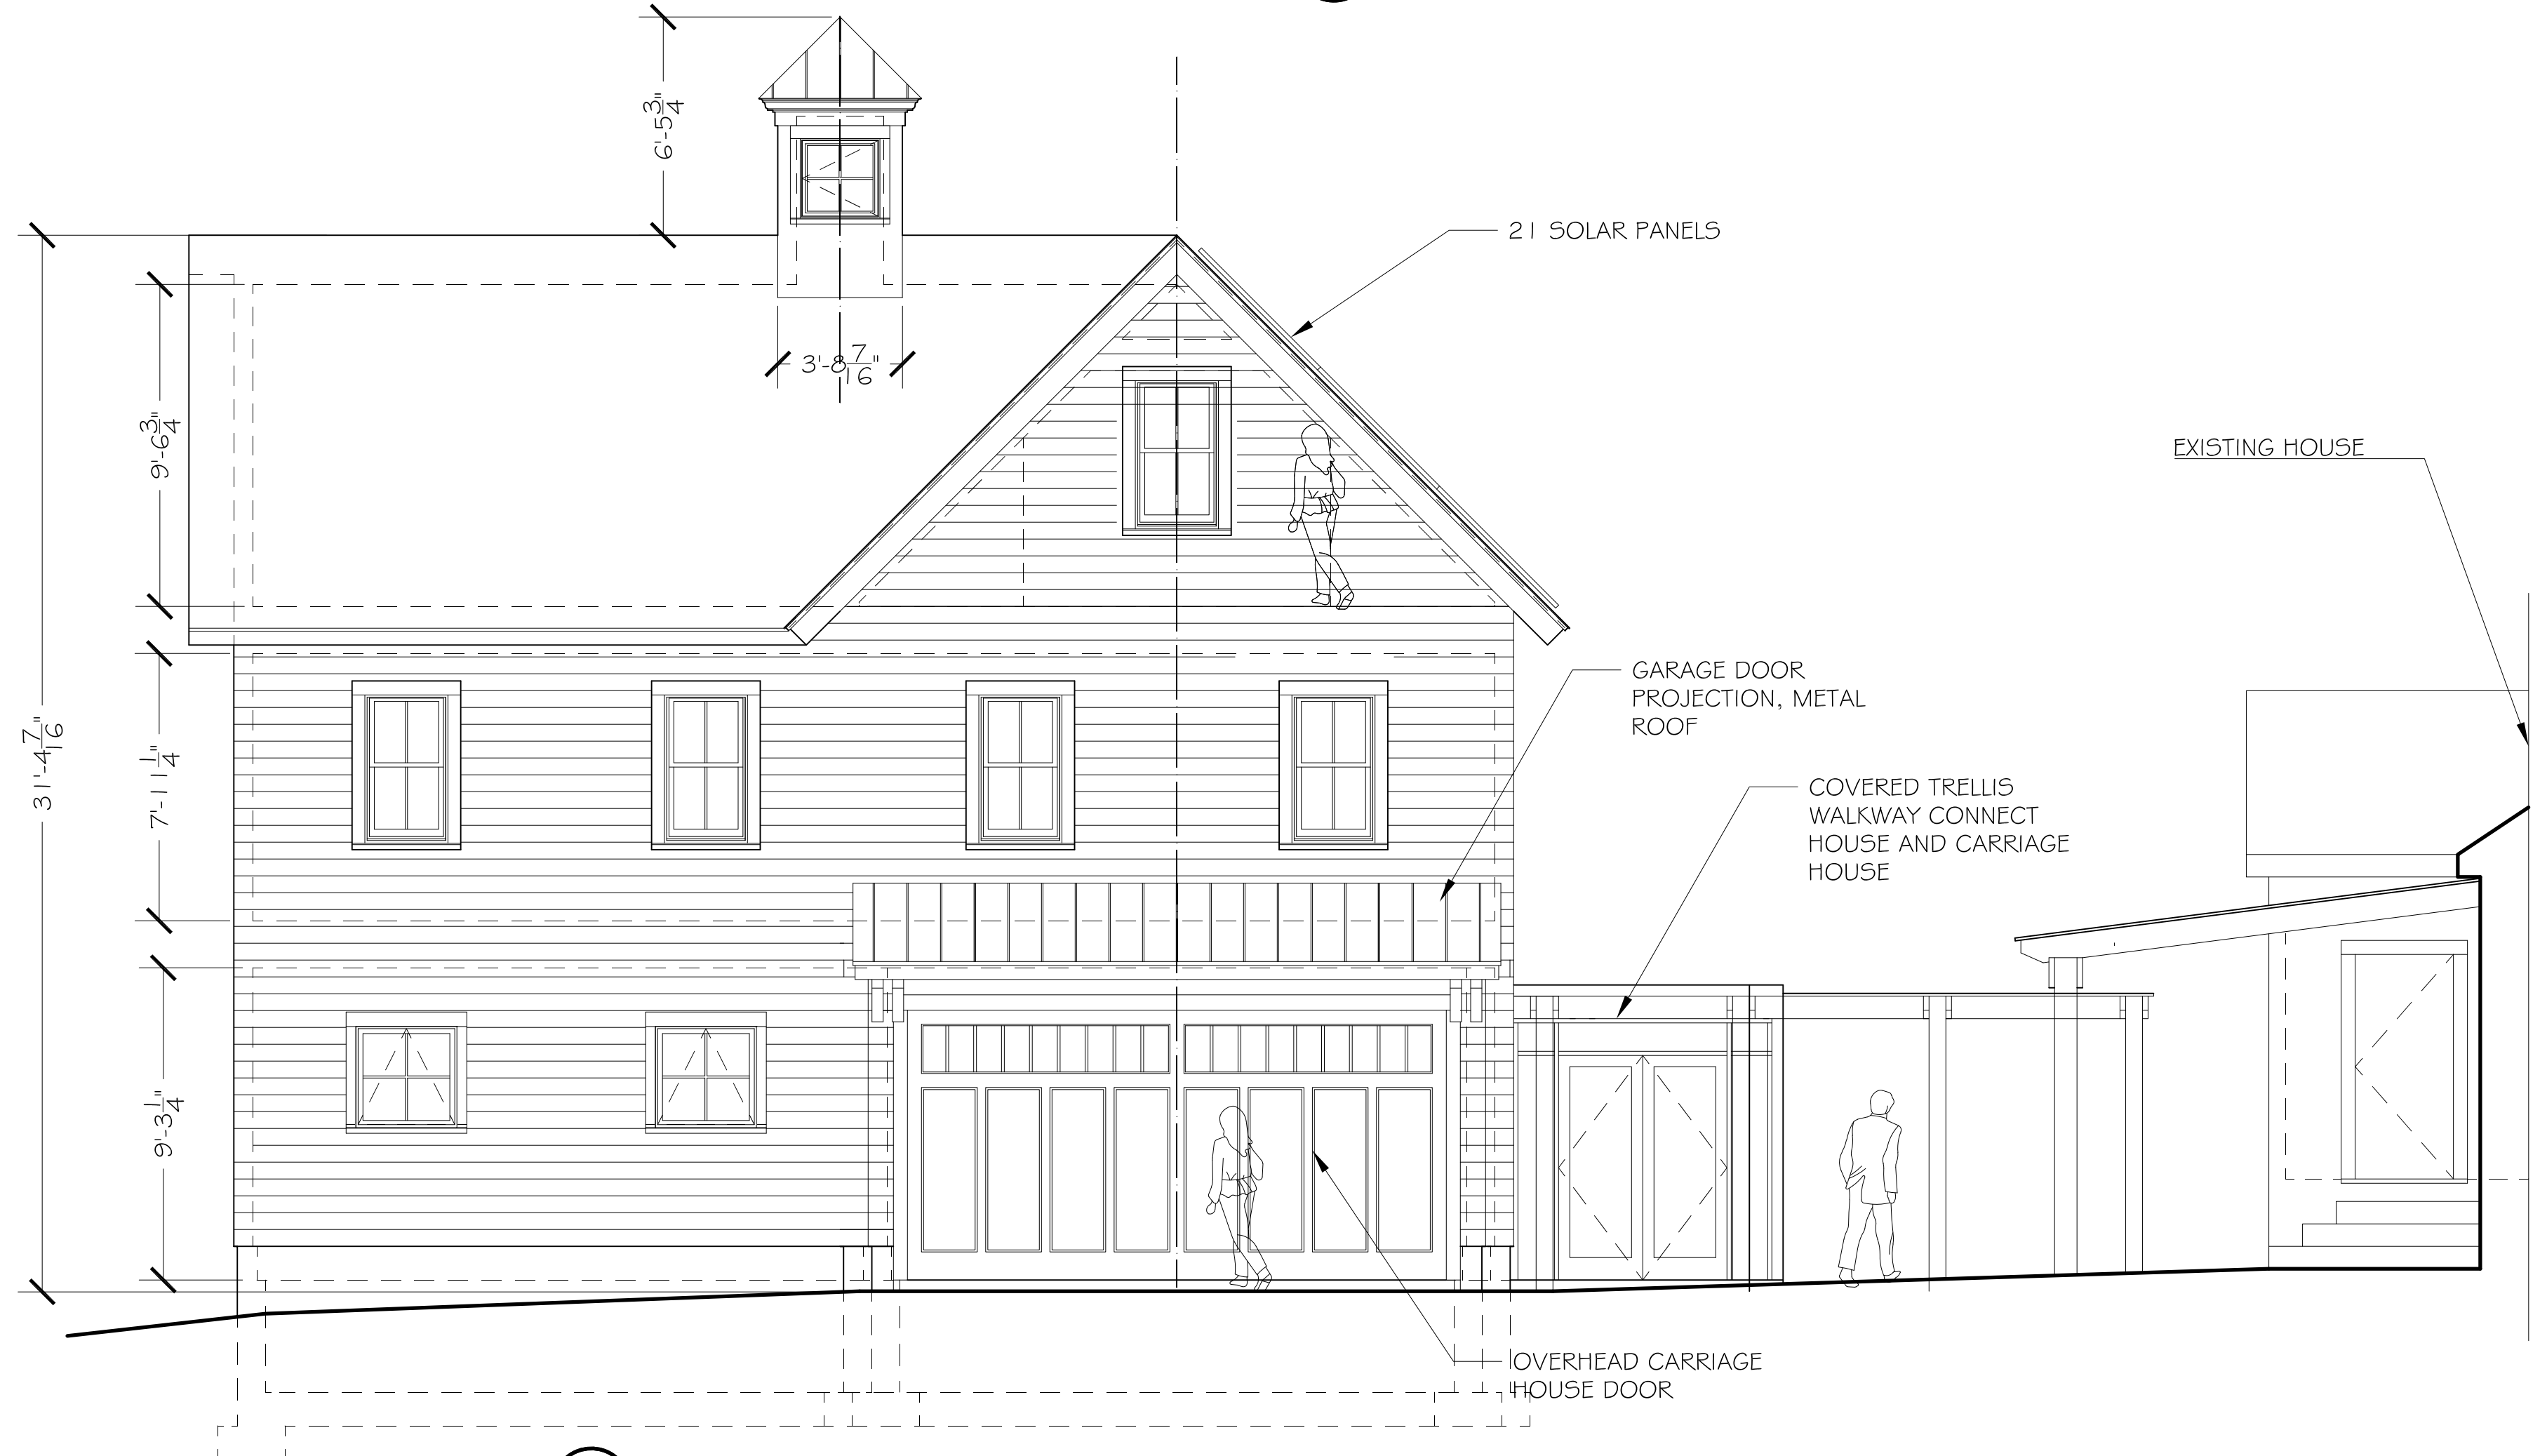 6'-5 3/4"
21 SOLAR PANELS
3'-8 7/16"
9'-6 3/4"
EXISTING HOUSE
GARAGE DOOR
PROJECTION, METAL
ROOF
31'-4 7/16"
7'-11 1/4"
COVERED TRELLIS
WALKWAY CONNECT
HOUSE AND CARRIAGE
HOUSE
9'-3 1/4"
OVERHEAD CARRIAGE
HOUSE DOOR